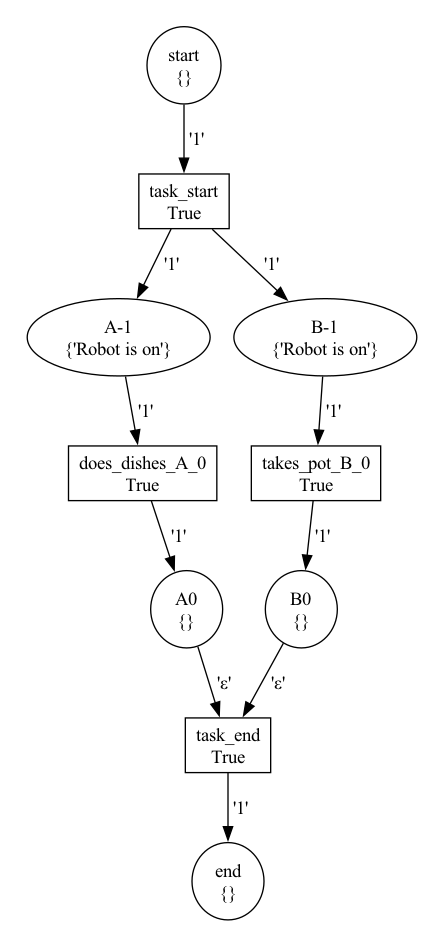 start
{}
'1'
task_start
True
'1'
'1'
A-1
{'Robot is on'}
B-1
{'Robot is on'}
'1'
'1'
does_dishes_A_0
True
takes_pot_B_0
True
'1'
'1'
A0
{}
B0
{}
'ε'
'ε'
task_end
True
'1'
end
{}